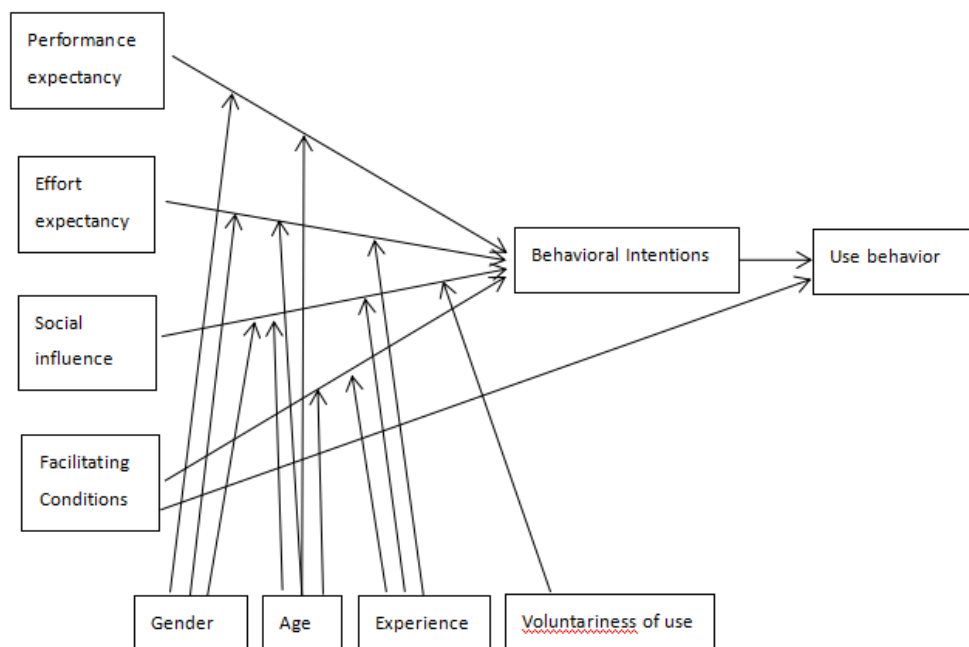 Performance
expectancy
Effort
expectancy
Social
influence
Facilitating
Conditions
Behavioral Intentions
Use behavior
Gender
Age
Experience
Voluntariness of use